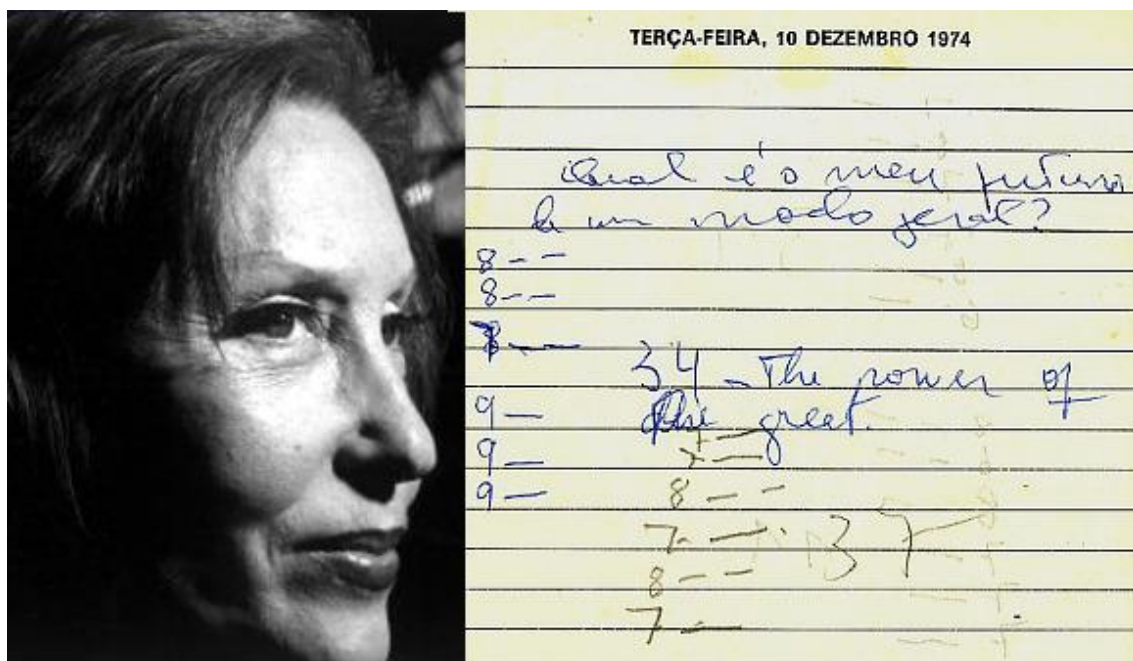 TERÇA-FEIRA, 10 DEZEMBRO 1974
Qual é o meu futuro
de um modo geral?
8 - -
8 - -
8 - -
34 - The power of
the great.
9 —
9 —
9 —
7 —
8 - -
7 - — 37
8 - -
7 —